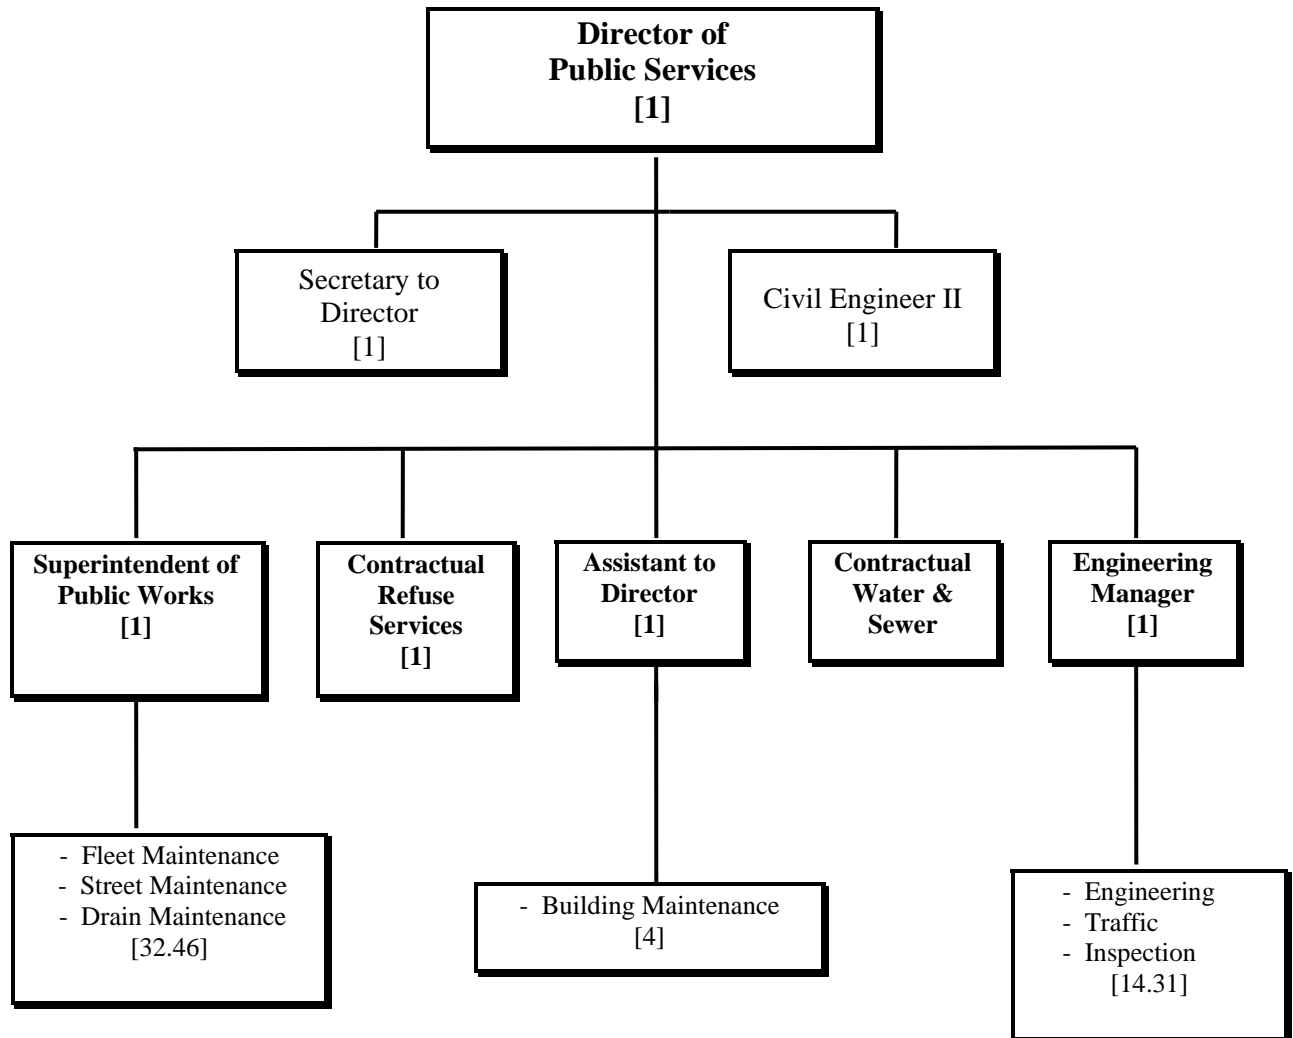 Director of
Public Services
[1]
Secretary to
Director
[1]
Civil Engineer II
[1]
Superintendent of
Public Works
[1]
Contractual
Refuse
Services
[1]
Assistant to
Director
[1]
Contractual
Water &
Sewer
Engineering
Manager
[1]
- Fleet Maintenance
- Street Maintenance
- Drain Maintenance
[32.46]
- Building Maintenance
[4]
- Engineering
- Traffic
- Inspection
[14.31]